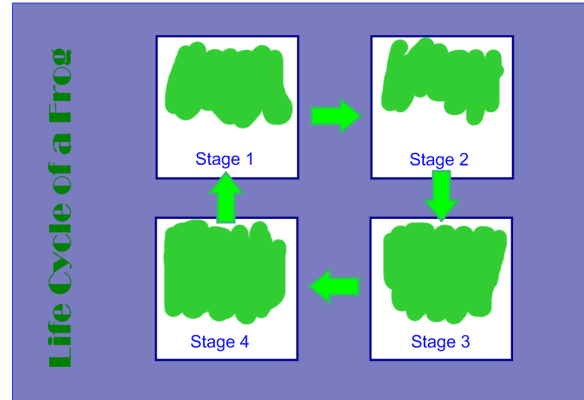 Life Cycle of a Frog
Stage 1
Stage 2
Stage 3
Stage 4